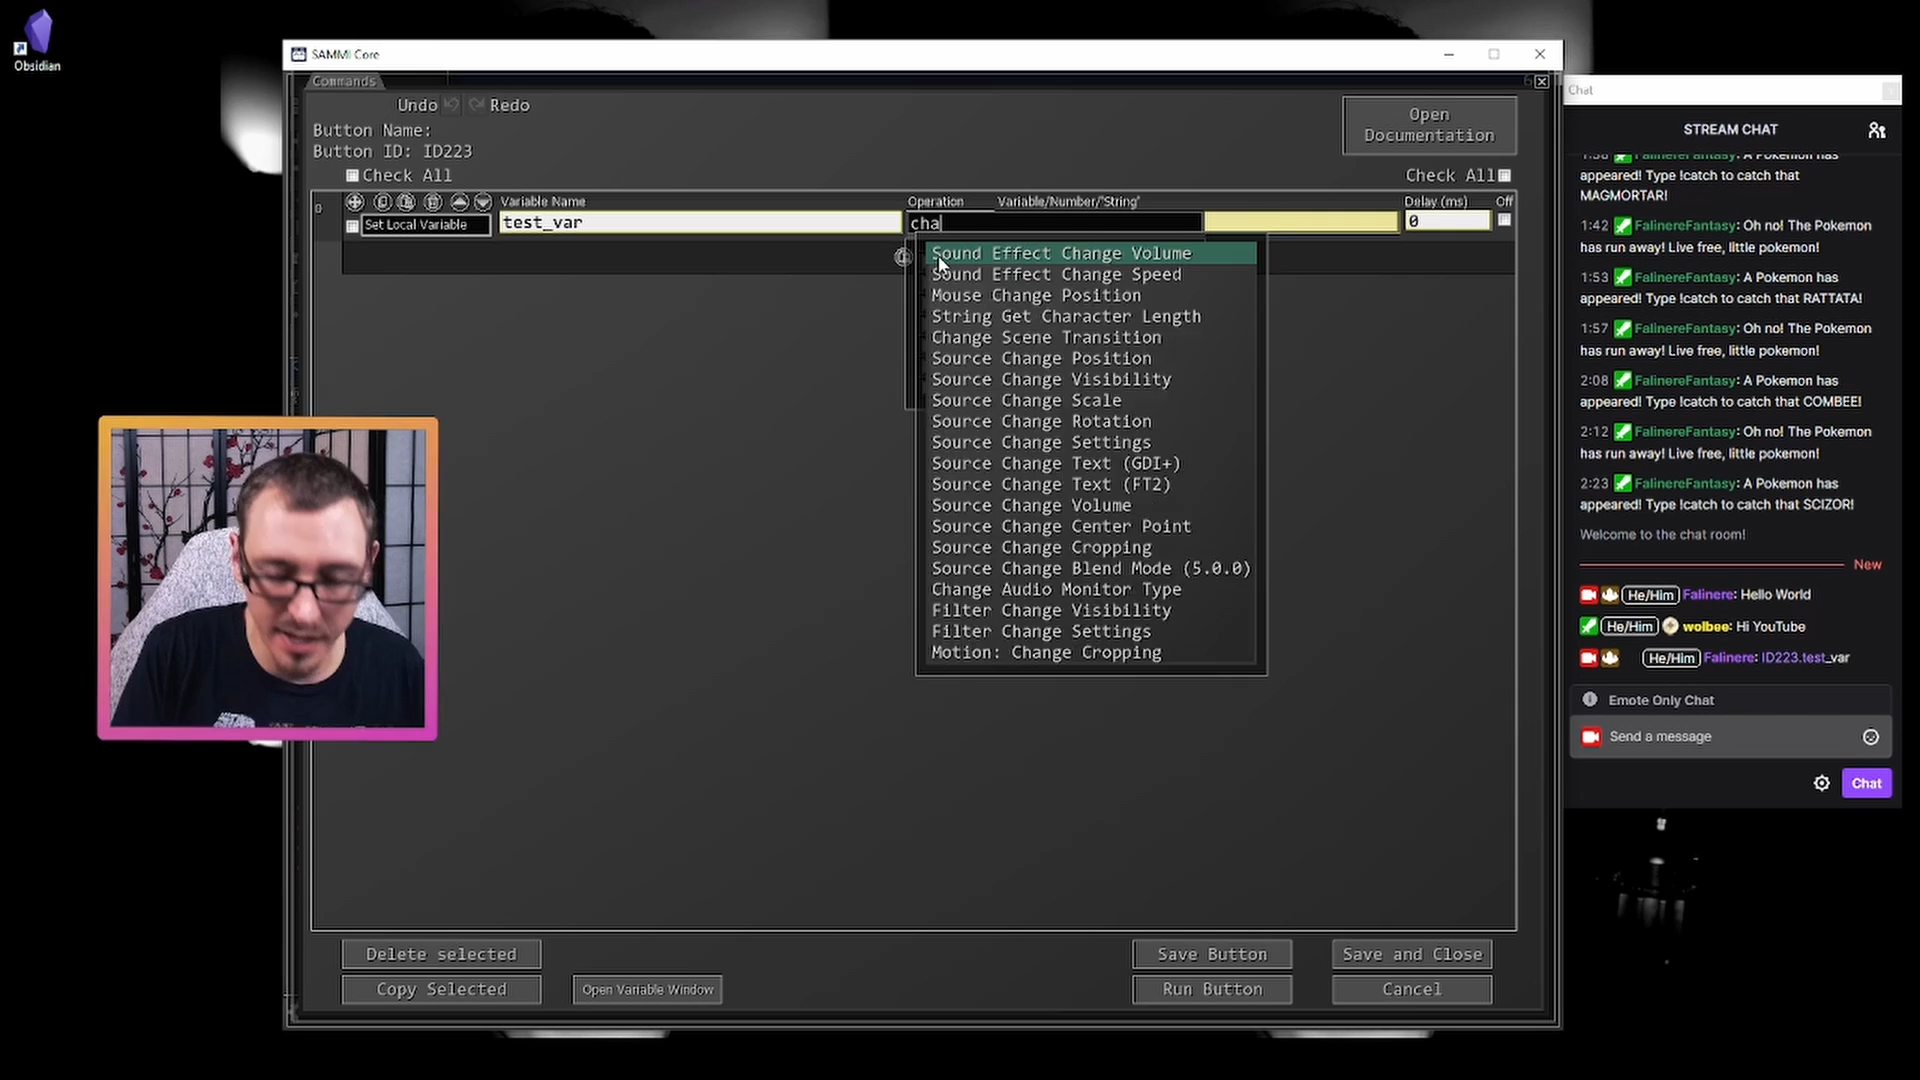 Obsidian
SAMMI Core
Commands
Undo Redo
Button Name:
Button ID: ID223
Open
Documentation
Check All
Check All
0
Variable Name
Operation
Variable/Number/"String"
Delay (ms)
Off
Set Local Variable
test_var
cha
0
Sound Effect Change Volume
Sound Effect Change Speed
Mouse Change Position
String Get Character Length
Change Scene Transition
Source Change Position
Source Change Visibility
Source Change Scale
Source Change Rotation
Source Change Settings
Source Change Text (GDI+)
Source Change Text (FT2)
Source Change Volume
Source Change Center Point
Source Change Cropping
Source Change Blend Mode (5.0.0)
Change Audio Monitor Type
Filter Change Visibility
Filter Change Settings
Motion: Change Cropping
Delete selected
Copy Selected
Open Variable Window
Save Button
Run Button
Save and Close
Cancel
Chat
STREAM CHAT
1:38 FalinereFantasy: A Pokemon has
appeared! Type !catch to catch that
MAGMORTAR!
1:42 FalinereFantasy: Oh no! The Pokemon
has run away! Live free, little pokemon!
1:53 FalinereFantasy: A Pokemon has
appeared! Type !catch to catch that RATTATA!
1:57 FalinereFantasy: Oh no! The Pokemon
has run away! Live free, little pokemon!
2:08 FalinereFantasy: A Pokemon has
appeared! Type !catch to catch that COMBEE!
2:12 FalinereFantasy: Oh no! The Pokemon
has run away! Live free, little pokemon!
2:23 FalinereFantasy: A Pokemon has
appeared! Type !catch to catch that SCIZOR!
Welcome to the chat room!
New
He/Him Falinere: Hello World
He/Him wolbee: Hi YouTube
He/Him Falinere: ID223.test_var
Emote Only Chat
Send a message
Chat